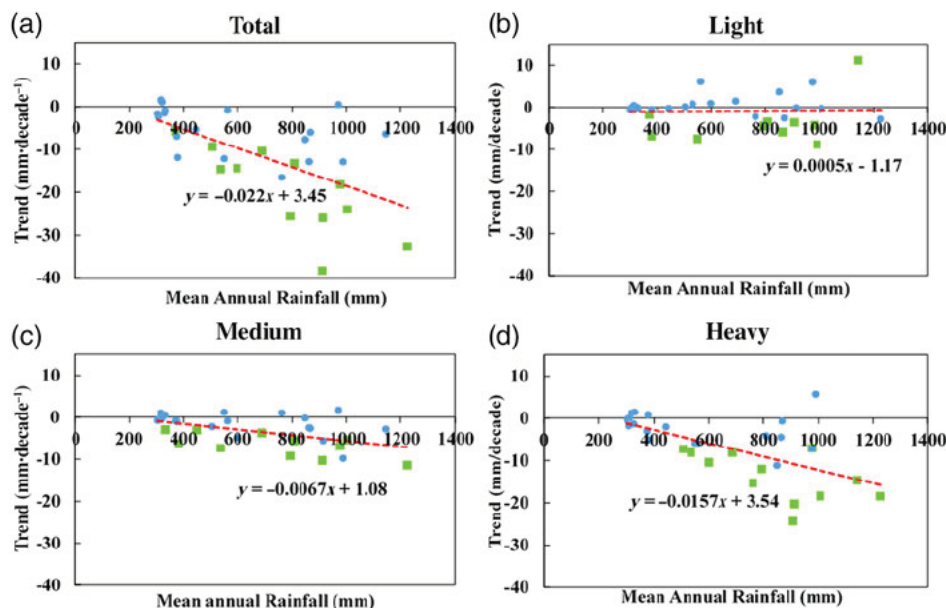 (a) Total
10
0
-10
-20
-30
-40
0 200 400 600 800 1000 1200 1400
Trend (mm·decade⁻¹)
y = −0.022x + 3.45
Mean Annual Rainfall (mm)
(b) Light
10
0
-10
-20
-30
-40
0 200 400 600 800 1000 1200 1400
Trend (mm/decade)
y = 0.0005x - 1.17
Mean Annual Rainfall (mm)
(c) Medium
10
0
-10
-20
-30
-40
0 200 400 600 800 1000 1200 1400
Trend (mm·decade⁻¹)
y = −0.0067x + 1.08
Mean annual Rainfall (mm)
(d) Heavy
10
0
-10
-20
-30
-40
0 200 400 600 800 1000 1200 1400
Trend (mm/decade)
y = −0.0157x + 3.54
Mean Annual Rainfall (mm)